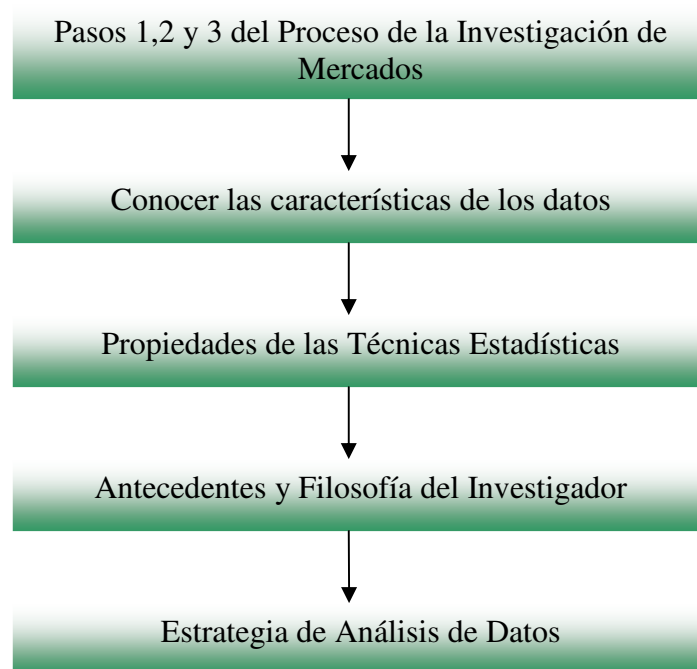 Pasos 1,2 y 3 del Proceso de la Investigación de
Mercados
Conocer las características de los datos
Propiedades de las Técnicas Estadísticas
Antecedentes y Filosofía del Investigador
Estrategia de Análisis de Datos